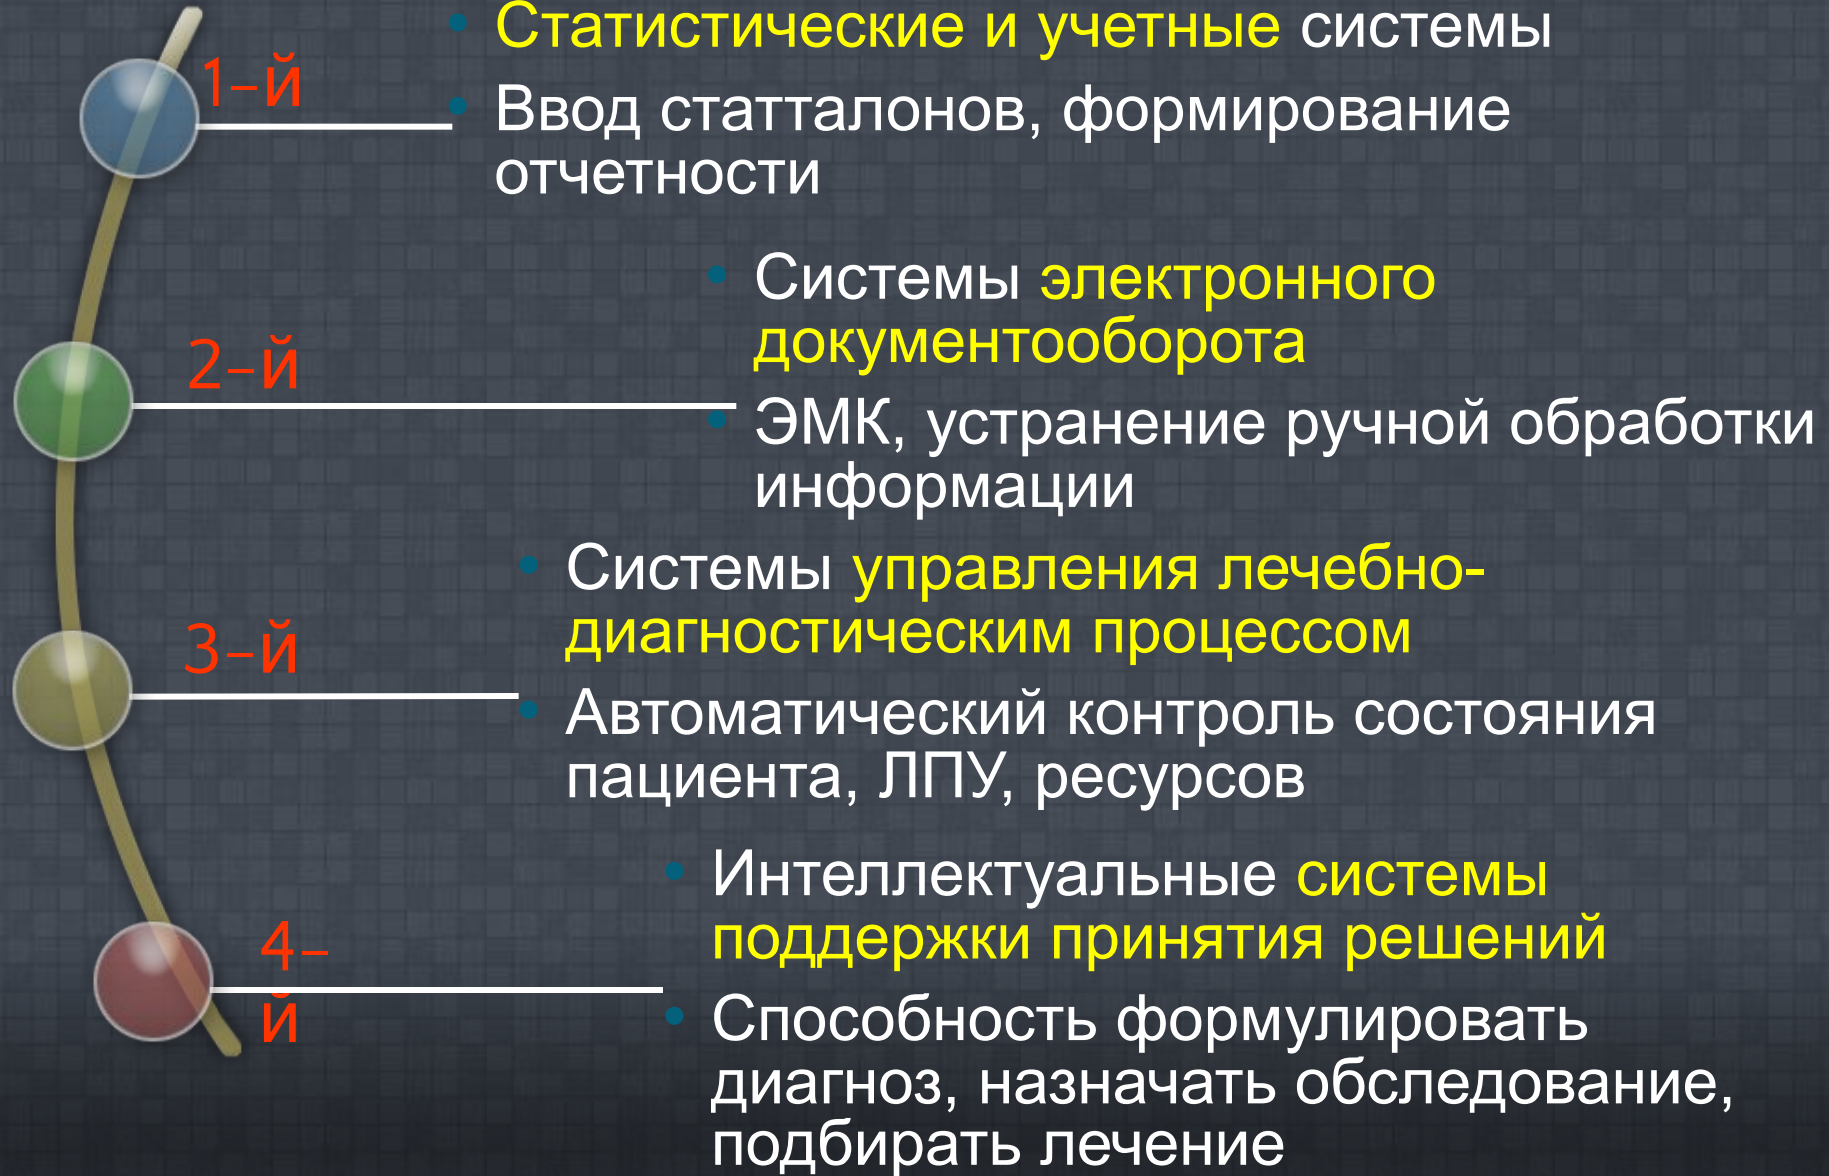 1-й
• Статистические и учетные системы
• Ввод статталонов, формирование
отчетности
2-й
• Системы электронного
документооборота
• ЭМК, устранение ручной обработки
информации
3-й
• Системы управления лечебно-
диагностическим процессом
• Автоматический контроль состояния
пациента, ЛПУ, ресурсов
4-
й
• Интеллектуальные системы
поддержки принятия решений
• Способность формулировать
диагноз, назначать обследование,
подбирать лечение